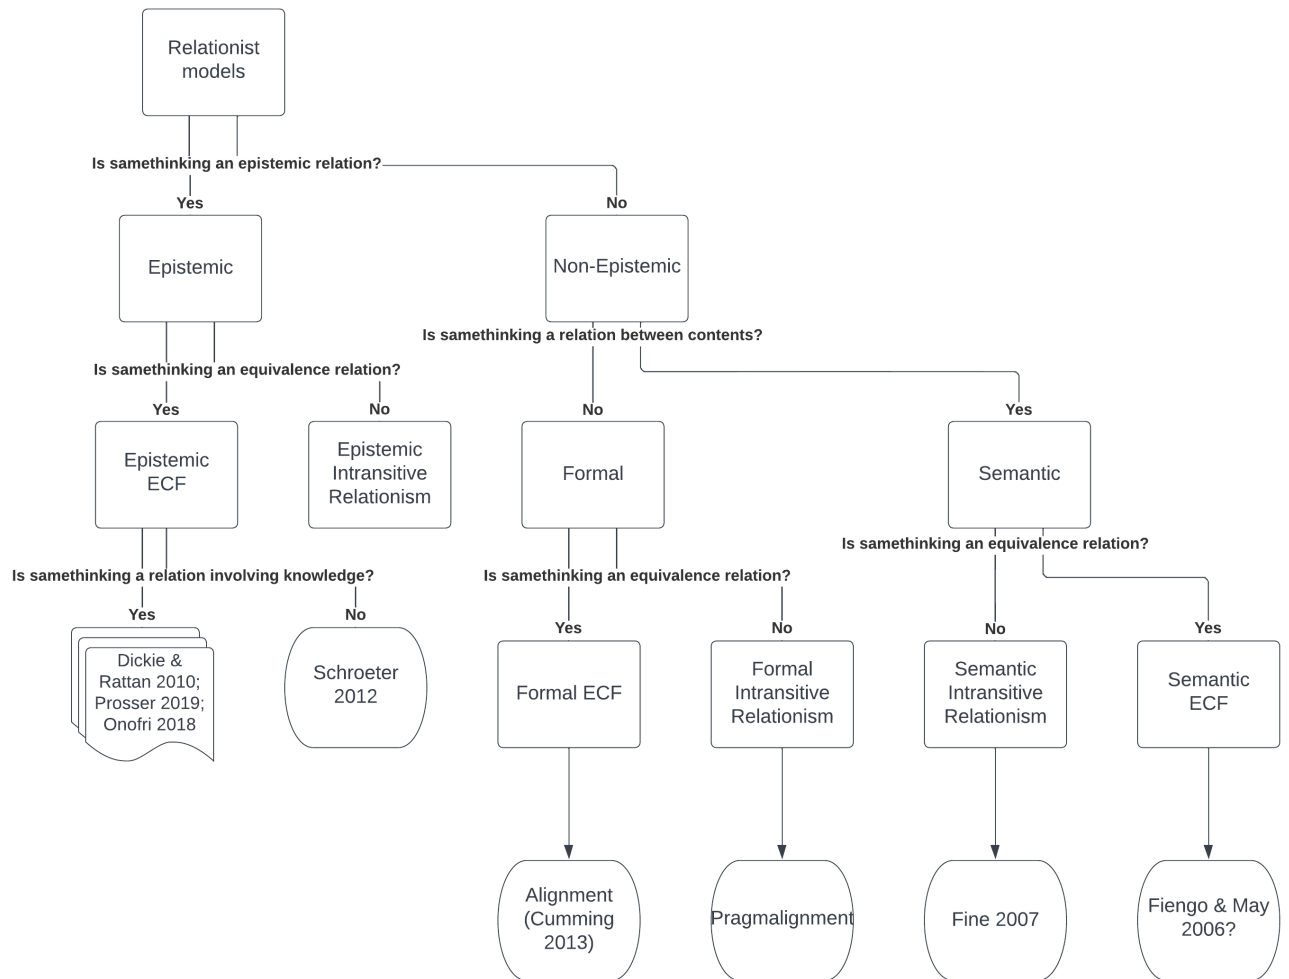 Relationist
models
Is samethinking an epistemic relation?
Yes
No
Epistemic
Non-Epistemic
Is samethinking a relation between contents?
Is samethinking an equivalence relation?
Yes
No
No
Yes
Epistemic
ECF
Epistemic
Intransitive
Relationism
Formal
Semantic
Is samethinking an equivalence relation?
Is samethinking a relation involving knowledge?
Is samethinking an equivalence relation?
Yes
No
Yes
No
No
Yes
Dickie &
Rattan 2010;
Prosser 2019;
Onofri 2018
Schroeter
2012
Formal ECF
Formal
Intransitive
Relationism
Semantic
Intransitive
Relationism
Semantic
ECF
Alignment
(Cumming
2013)
Pragmalignment
Fine 2007
Fiengo & May
2006?